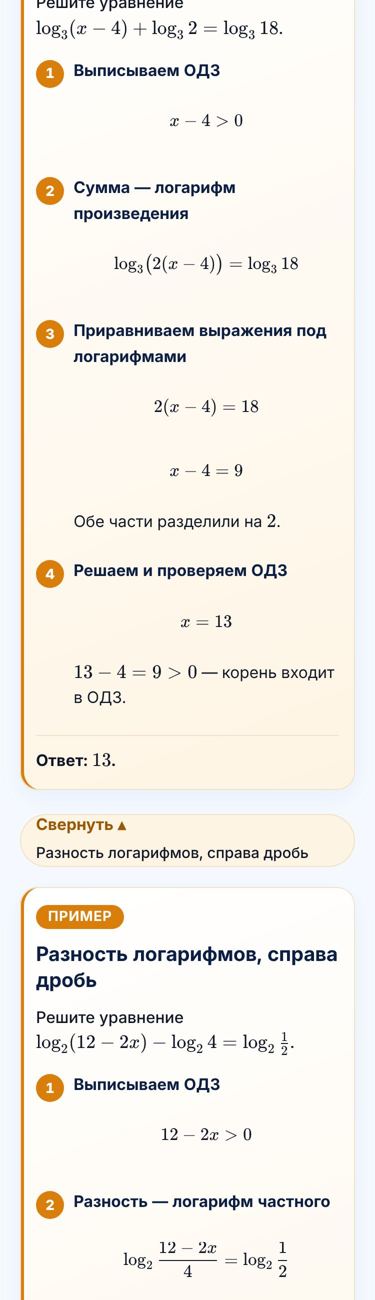 Решите уравнение
log₃(x − 4) + log₃ 2 = log₃ 18.
1 Выписываем ОДЗ
x − 4 > 0
2 Сумма — логарифм
произведения
log₃(2(x − 4)) = log₃ 18
3 Приравниваем выражения под
логарифмами
2(x − 4) = 18
x − 4 = 9
Обе части разделили на 2.
4 Решаем и проверяем ОДЗ
x = 13
13 − 4 = 9 > 0 — корень входит
в ОДЗ.
Ответ: 13.
Свернуть ▴
Разность логарифмов, справа дробь
ПРИМЕР
Разность логарифмов, справа
дробь
Решите уравнение
log₂(12 − 2x) − log₂ 4 = log₂ 1/2.
1 Выписываем ОДЗ
12 − 2x > 0
2 Разность — логарифм частного
log₂ (12 − 2x)/4 = log₂ 1/2